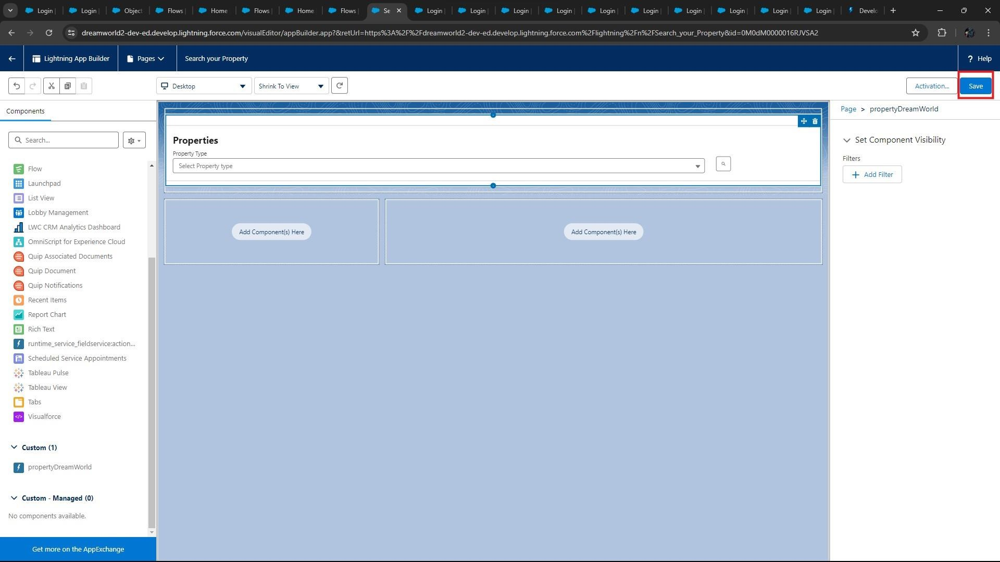 Login
Login
Object
Flows
Home
Flows
Home
Flows
Se
Login
Login
Login
Login
Login
Login
Login
Login
Login
Login
Develo
dreamworld2-dev-ed.develop.lightning.force.com/visualEditor/appBuilder.app?&retUrl=https%3A%2F%2Fdreamworld2-dev-ed.develop.lightning.force.com%2Flightning%2Fn%2FSearch_your_Property&id=0M0dM0000016RJVSA2
Lightning App Builder
Pages
Search your Property
? Help
Desktop
Shrink To View
Activation...
Save
Components
Search...
Flow
Launchpad
List View
Lobby Management
LWC CRM Analytics Dashboard
OmniScript for Experience Cloud
Quip Associated Documents
Quip Document
Quip Notifications
Recent Items
Report Chart
Rich Text
runtime_service_fieldservice:action...
Scheduled Service Appointments
Tableau Pulse
Tableau View
Tabs
Visualforce
Custom (1)
propertyDreamWorld
Custom - Managed (0)
No components available.
Get more on the AppExchange
Properties
Property Type
Select Property type
Add Component(s) Here
Add Component(s) Here
Page > propertyDreamWorld
Set Component Visibility
Filters
+ Add Filter